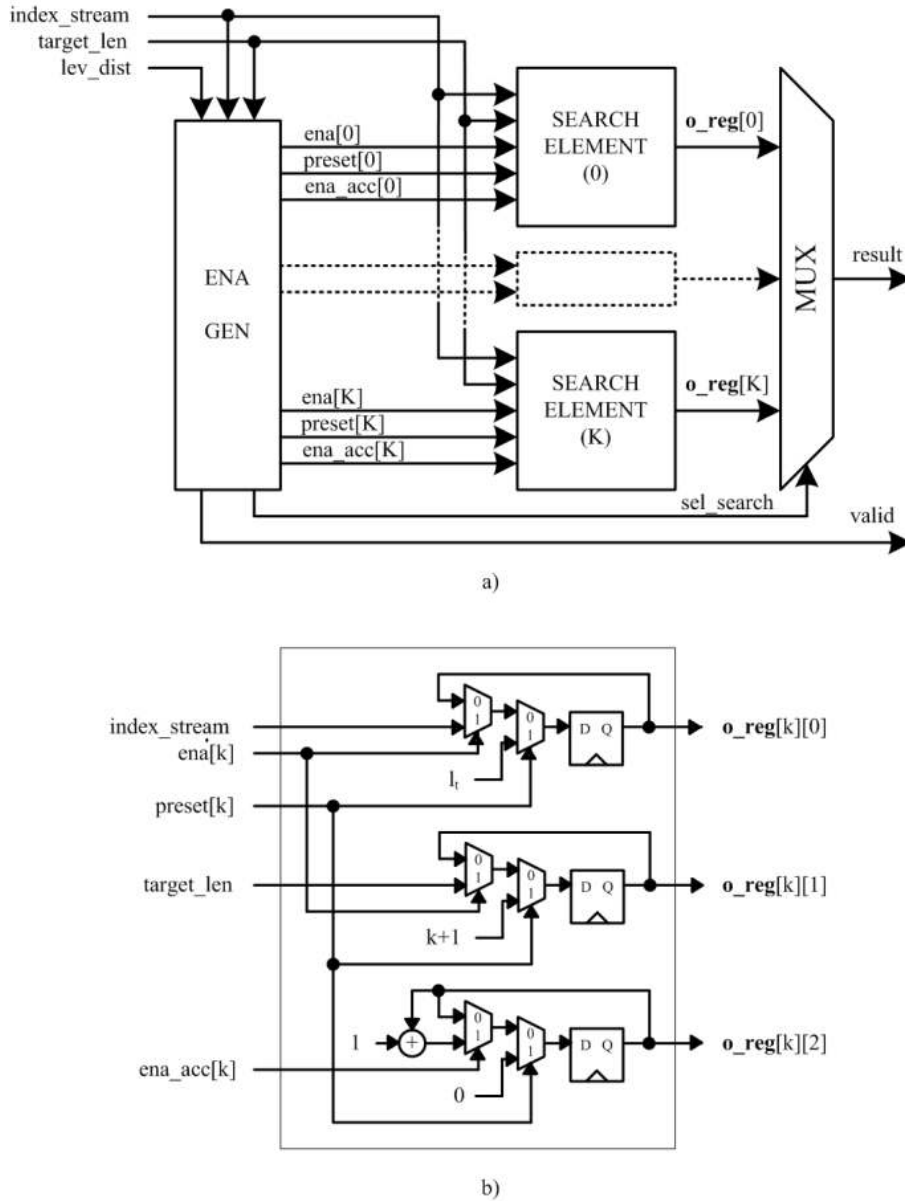 index_stream
target_len
lev_dist
ena[0]
preset[0]
ena_acc[0]
SEARCH
ELEMENT
(0)
o_reg[0]
ENA
GEN
MUX
result
ena[K]
preset[K]
ena_acc[K]
SEARCH
ELEMENT
(K)
o_reg[K]
sel_search
valid
a)
index_stream
ena[k]
preset[k]
0
1
0
1
l_t
D Q
o_reg[k][0]
target_len
0
1
0
1
k+1
D Q
o_reg[k][1]
1
+
ena_acc[k]
0
1
0
1
0
D Q
o_reg[k][2]
b)